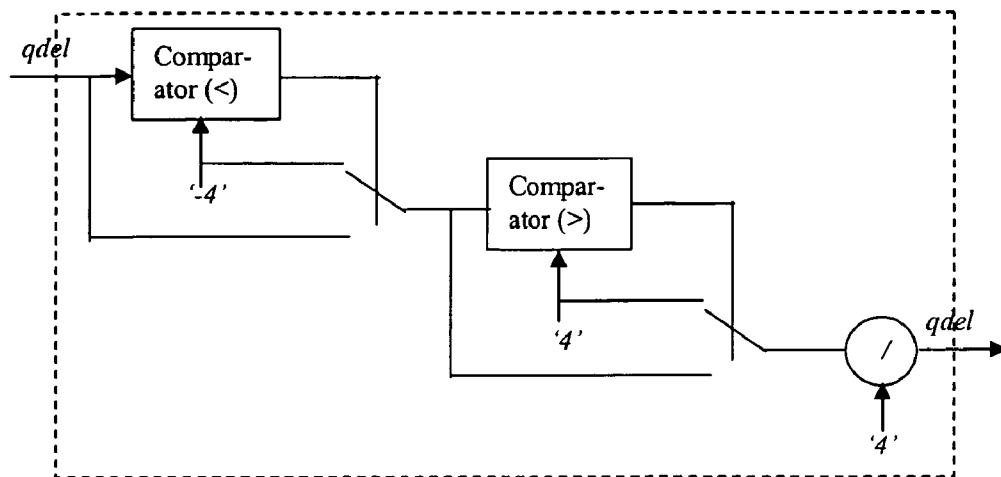 qdel
Compar-
ator (<)
‘-4’
Compar-
ator (>)
‘4’
qdel
/
‘4’